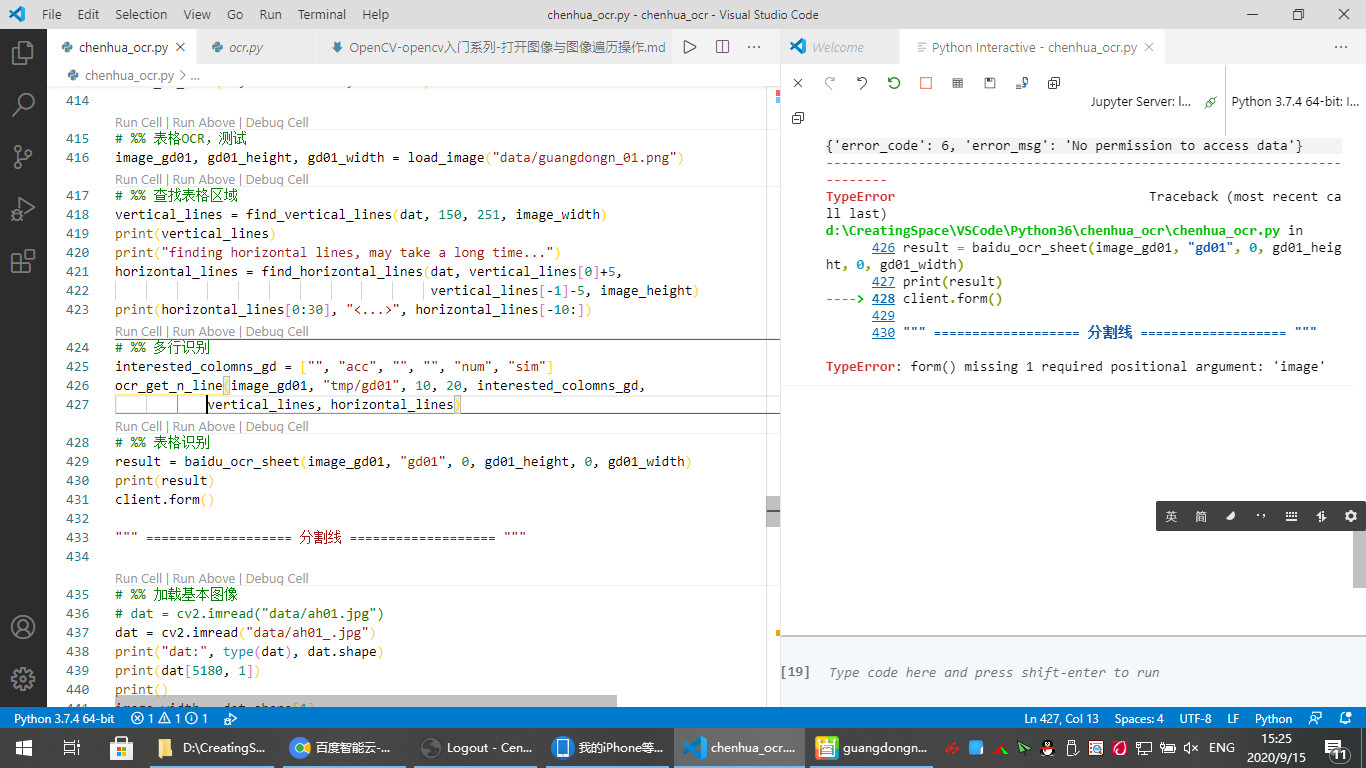 File Edit Selection View Go Run Terminal Help
chenhua_ocr.py - chenhua_ocr - Visual Studio Code
chenhua_ocr.py
ocr.py
OpenCV-opencv入门系列-打开图像与图像遍历操作.md
chenhua_ocr.py > ...
414
Run Cell | Run Above | Debug Cell
415 # %% 表格OCR，测试
416 image_gd01, gd01_height, gd01_width = load_image("data/guangdongn_01.png")
Run Cell | Run Above | Debug Cell
417 # %% 查找表格区域
418 vertical_lines = find_vertical_lines(dat, 150, 251, image_width)
419 print(vertical_lines)
420 print("finding horizontal lines, may take a long time...")
421 horizontal_lines = find_horizontal_lines(dat, vertical_lines[0]+5,
422 vertical_lines[-1]-5, image_height)
423 print(horizontal_lines[0:30], "<...>", horizontal_lines[-10:])
Run Cell | Run Above | Debug Cell
424 # %% 多行识别
425 interested_colomns_gd = ["", "acc", "", "", "num", "sim"]
426 ocr_get_n_line(image_gd01, "tmp/gd01", 10, 20, interested_colomns_gd,
427 vertical_lines, horizontal_lines)
Run Cell | Run Above | Debug Cell
428 # %% 表格识别
429 result = baidu_ocr_sheet(image_gd01, "gd01", 0, gd01_height, 0, gd01_width)
430 print(result)
431 client.form()
432
433 """ =================== 分割线 =================== """
434
Run Cell | Run Above | Debug Cell
435 # %% 加载基本图像
436 # dat = cv2.imread("data/ah01.jpg")
437 dat = cv2.imread("data/ah01_.jpg")
438 print("dat:", type(dat), dat.shape)
439 print(dat[5180, 1])
440 print()
Welcome
Python Interactive - chenhua_ocr.py
Jupyter Server: l...
Python 3.7.4 64-bit: I...
{'error_code': 6, 'error_msg': 'No permission to access data'}
---------------------------------------------------------------------------
TypeError Traceback (most recent ca
ll last)
d:\CreatingSpace\VSCode\Python36\chenhua_ocr\chenhua_ocr.py in
426 result = baidu_ocr_sheet(image_gd01, "gd01", 0, gd01_heig
ht, 0, gd01_width)
427 print(result)
----> 428 client.form()
429
430 """ =================== 分割线 =================== """
TypeError: form() missing 1 required positional argument: 'image'
英 简
[19] Type code here and press shift-enter to run
Python 3.7.4 64-bit 1 1 1
Ln 427, Col 13 Spaces: 4 UTF-8 LF Python
D:\CreatingS...
百度智能云-...
Logout - Cen...
我的iPhone等...
chenhua_ocr....
guangdongn...
ENG
15:25
2020/9/15
11